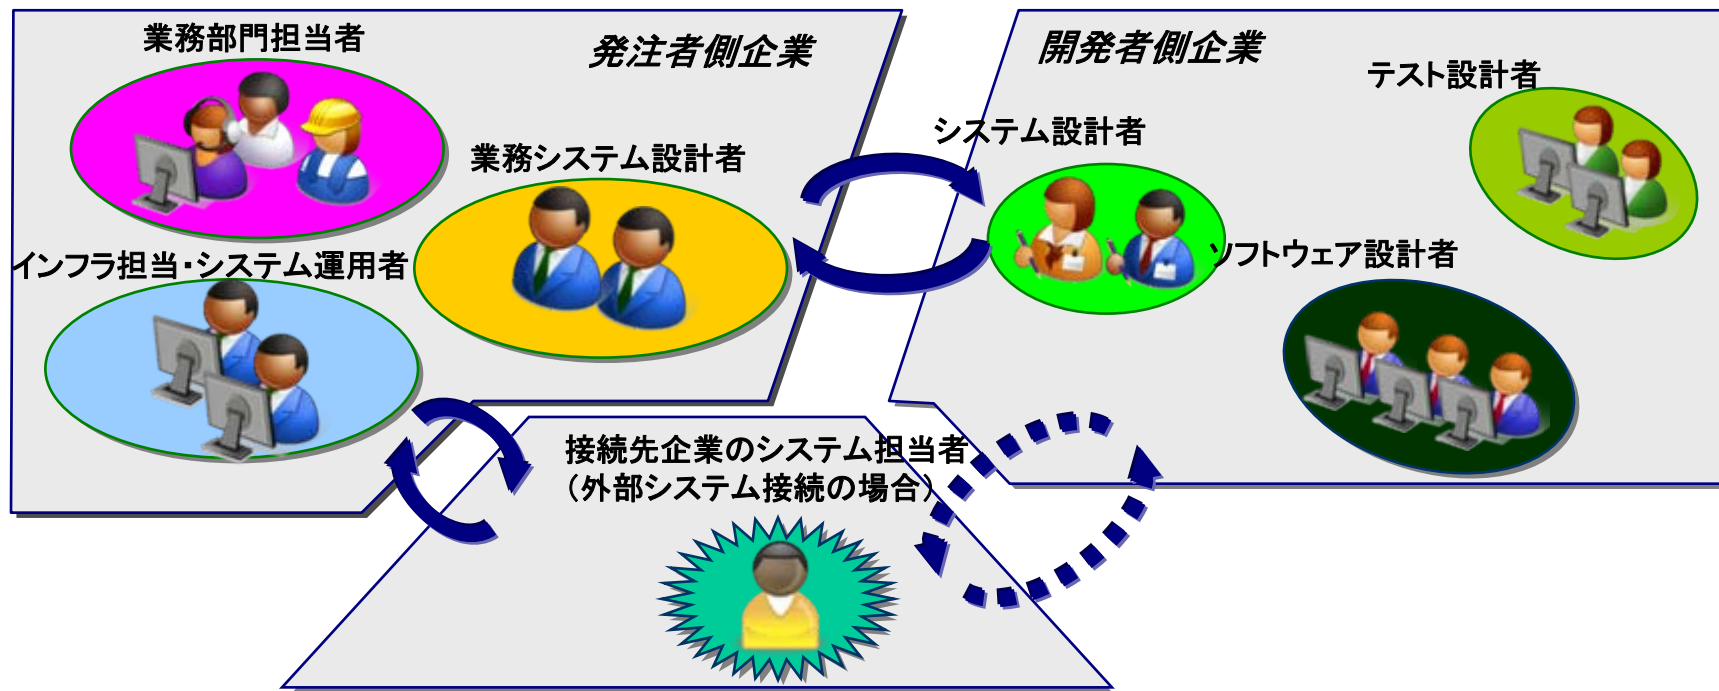 業務部門担当者
発注者側企業
業務システム設計者
インフラ担当・システム運用者
開発者側企業
テスト設計者
システム設計者
ソフトウェア設計者
接続先企業のシステム担当者
(外部システム接続の場合)